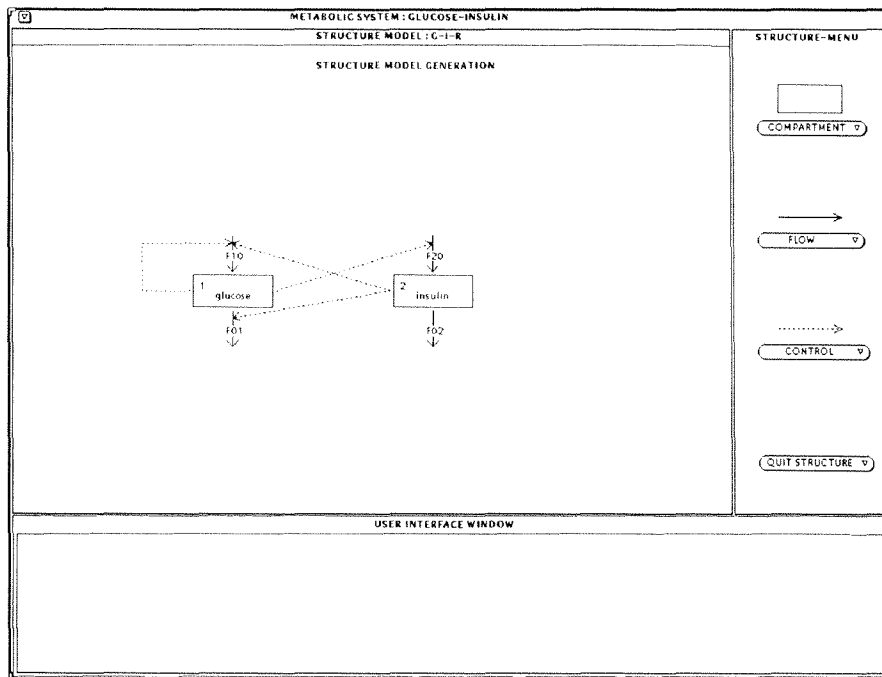 METABOLIC SYSTEM : GLUCOSE-INSULIN
STRUCTURE MODEL : G-I-R
STRUCTURE-MENU
STRUCTURE MODEL GENERATION
COMPARTMENT
F10
F20
FLOW
1
glucose
2
insulin
F01
F02
CONTROL
QUIT STRUCTURE
USER INTERFACE WINDOW